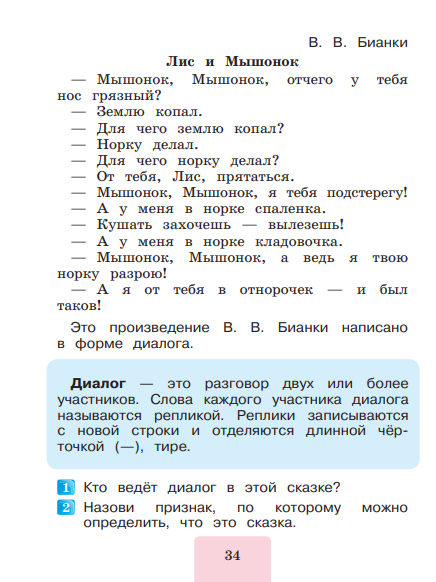 В. В. Бианки
Лис и Мышонок
— Мышонок, Мышонок, отчего у тебя
нос грязный?
— Землю копал.
— Для чего землю копал?
— Норку делал.
— Для чего норку делал?
— От тебя, Лис, прятаться.
— Мышонок, Мышонок, я тебя подстерегу!
— А у меня в норке спаленка.
— Кушать захочешь — вылезешь!
— А у меня в норке кладовочка.
— Мышонок, Мышонок, а ведь я твою
норку разрою!
— А я от тебя в отнорочек — и был
таков!
Это произведение В. В. Бианки написано
в форме диалога.
Диалог — это разговор двух или более
участников. Слова каждого участника диалога
называются репликой. Реплики записываются
с новой строки и отделяются длинной чёр-
точкой (—), тире.
1 Кто ведёт диалог в этой сказке?
2 Назови признак, по которому можно
определить, что это сказка.
34